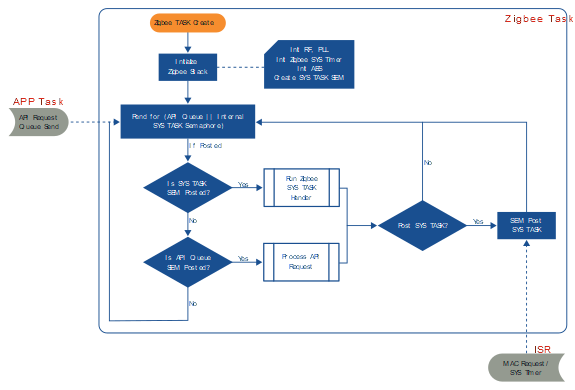 Zigbee Task
Zigbee TASK Create
Initialize
Zigbee Stack
Init RF, PLL
Init Zigbee SYS Timer
Init AES
Create SYS TASK SEM
APP Task
API Request
Queue Send
Pend for (API Queue || Internal
SYS TASK Semaphore)
If Posted
No
Is SYS TASK
SEM Posted?
Yes
Run Zigbee
SYS TASK
Handler
No
Post SYS TASK?
Yes
SEM Post
SYS TASK
Is API Queue
SEM Posted?
Yes
Process API
Request
No
ISR
MAC Request /
SYS Timer